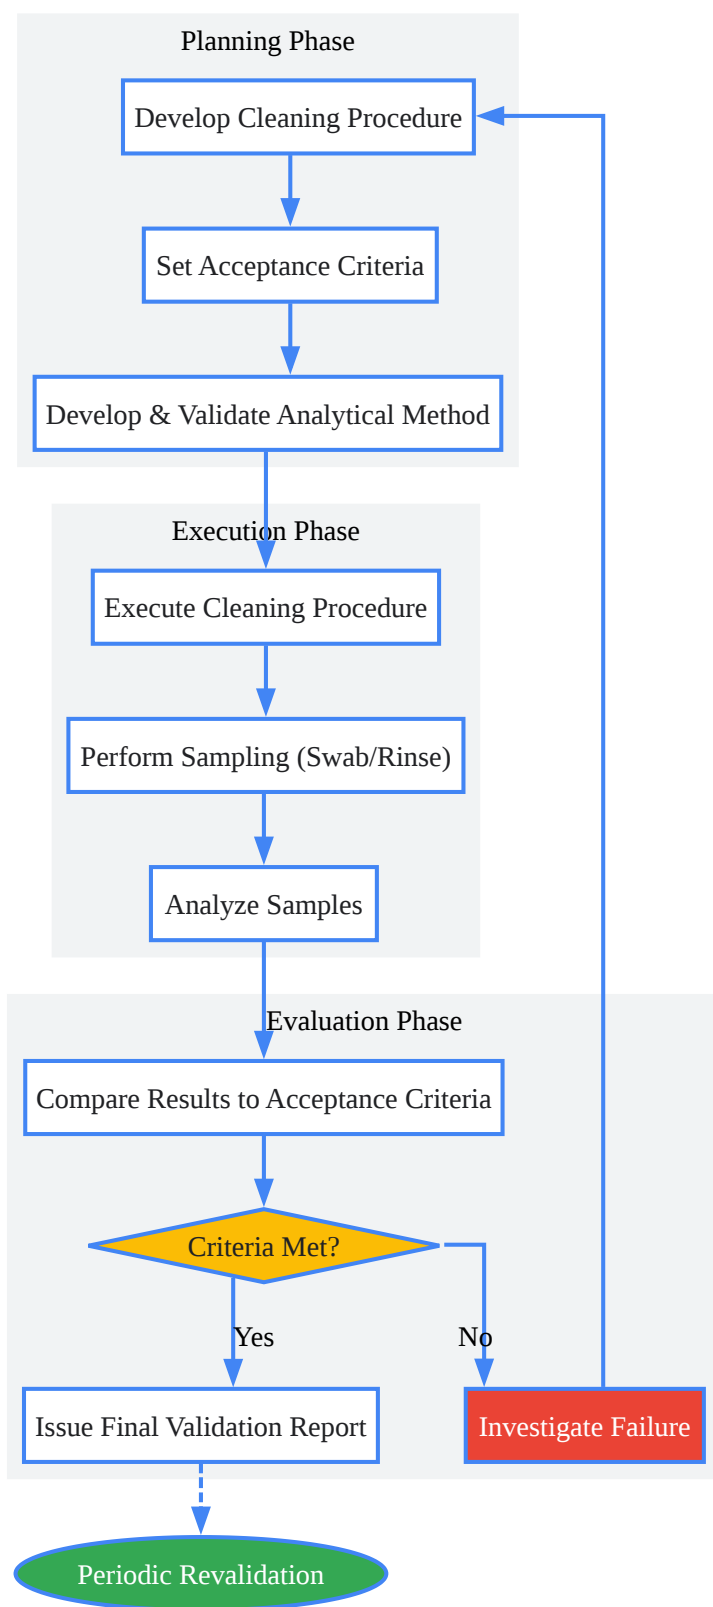 Planning Phase
Develop Cleaning Procedure
Set Acceptance Criteria
Develop & Validate Analytical Method
Execution Phase
Execute Cleaning Procedure
Perform Sampling (Swab/Rinse)
Analyze Samples
Evaluation Phase
Compare Results to Acceptance Criteria
Criteria Met?
Yes
No
Issue Final Validation Report
Investigate Failure
Periodic Revalidation